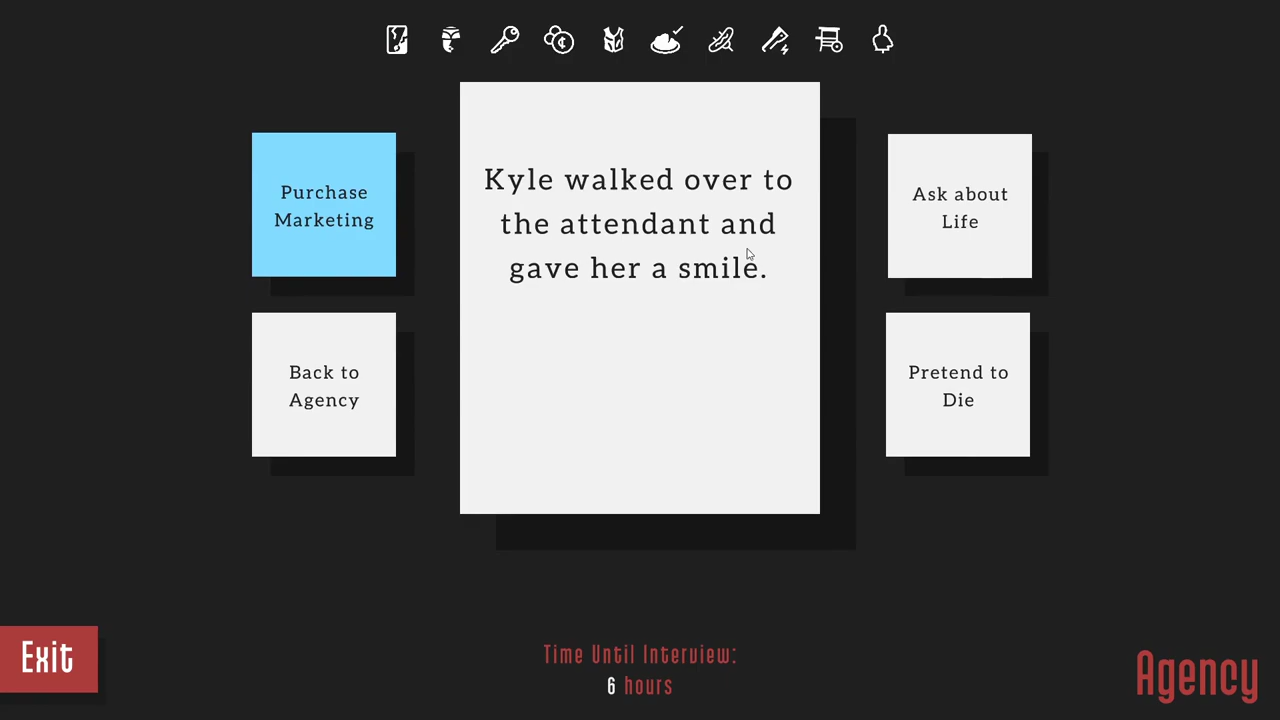 Kyle walked over to
the attendant and
gave her a smile.
Purchase
Marketing
Ask about
Life
Back to
Agency
Pretend to
Die
Exit
Time Until Interview:
6 hours
Agency